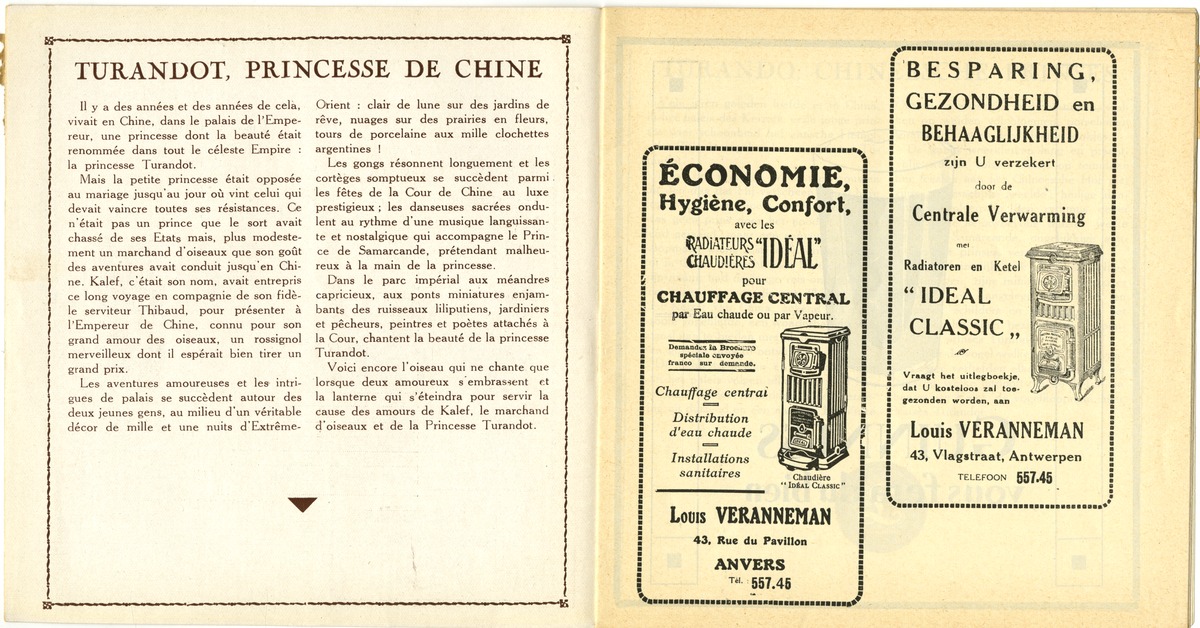 TURANDOT, PRINCESSE DE CHINE
Il y a des années et des années de cela,
vivait en Chine, dans le palais de l'Empe-
reur, une princesse dont la beauté était
renommée dans tout le céleste Empire :
la princesse Turandot.
Mais la petite princesse était opposée
au mariage jusqu'au jour où vint celui qui
devait vaincre toutes ses résistances. Ce
n'était pas un prince que le sort avait
chassé de ses Etats mais, plus modeste-
ment un marchand d'oiseaux que son goût
des aventures avait conduit jusqu'en Chi-
ne. Kalef, c'était son nom, avait entrepris
ce long voyage en compagnie de son fidè-
le serviteur Thibaud, pour présenter à
l'Empereur de Chine, connu pour son
grand amour des oiseaux, un rossignol
merveilleux dont il espérait bien tirer un
grand prix.
Les aventures amoureuses et les intri-
gues de palais se succèdent autour des
deux jeunes gens, au milieu d'un véritable
décor de mille et une nuits d'Extrême-
Orient : clair de lune sur des jardins de
rêve, nuages sur des prairies en fleurs,
tours de porcelaine aux mille clochettes
argentines !
Les gongs résonnent longuement et les
cortèges somptueux se succèdent parmi
les fêtes de la Cour de Chine au luxe
prestigieux ; les danseuses sacrées ondu-
lent au rythme d'une musique languissan-
te et nostalgique qui accompagne le Prin-
ce de Samarcande, prétendant malheu-
reux à la main de la princesse.
Dans le parc impérial aux méandres
capricieux, aux ponts miniatures enjam-
bants des ruisseaux liliputiens, jardiniers
et pêcheurs, peintres et poètes attachés à
la Cour, chantent la beauté de la princesse
Turandot.
Voici encore l'oiseau qui ne chante que
lorsque deux amoureux s'embrassent et
la lanterne qui s'éteindra pour servir la
cause des amours de Kalef, le marchand
d'oiseaux et de la Princesse Turandot.
ÉCONOMIE,
Hygiène, Confort,
avec les
RADIATEURS "IDÉAL"
CHAUDIÈRES
pour
CHAUFFAGE CENTRAL
par Eau chaude ou par Vapeur.
Demandez la Brochure
spéciale envoyée
franco sur demande.
Chauffage central
Distribution
d'eau chaude
Installations
sanitaires
Chaudière
"IDÉAL CLASSIC"
Louis VERANNEMAN
43, Rue du Pavillon
ANVERS
Tél. 557.45
BESPARING,
GEZONDHEID en
BEHAAGLIJKHEID
zijn U verzekert
door de
Centrale Verwarming
met
Radiatoren en Ketel
“ IDEAL
CLASSIC „
Vraagt het uitlegboekje,
dat U kosteloos zal toe-
gezonden worden, aan
Louis VERANNEMAN
43, Vlagstraat, Antwerpen
TELEFOON 557.45